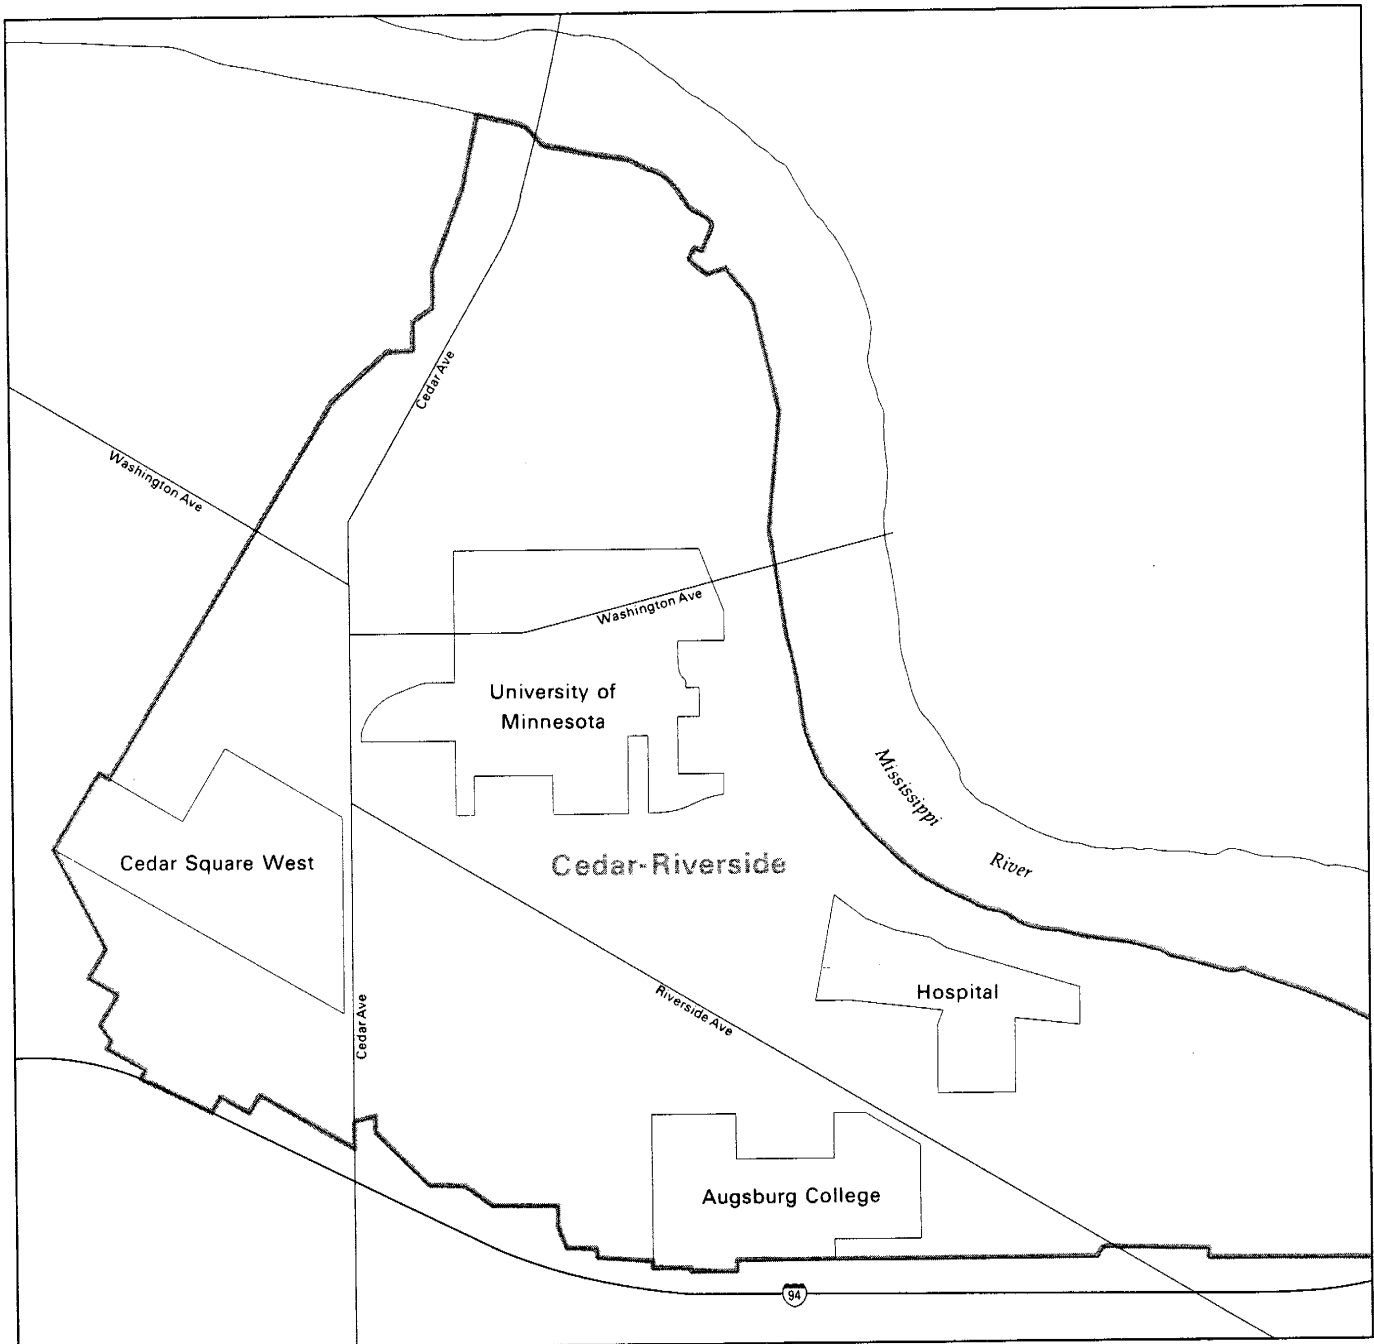 Cedar Ave
Washington Ave
Washington Ave
University of
Minnesota
Mississippi
River
Cedar Square West
Cedar-Riverside
Hospital
Riverside Ave
Cedar Ave
Augsburg College
94